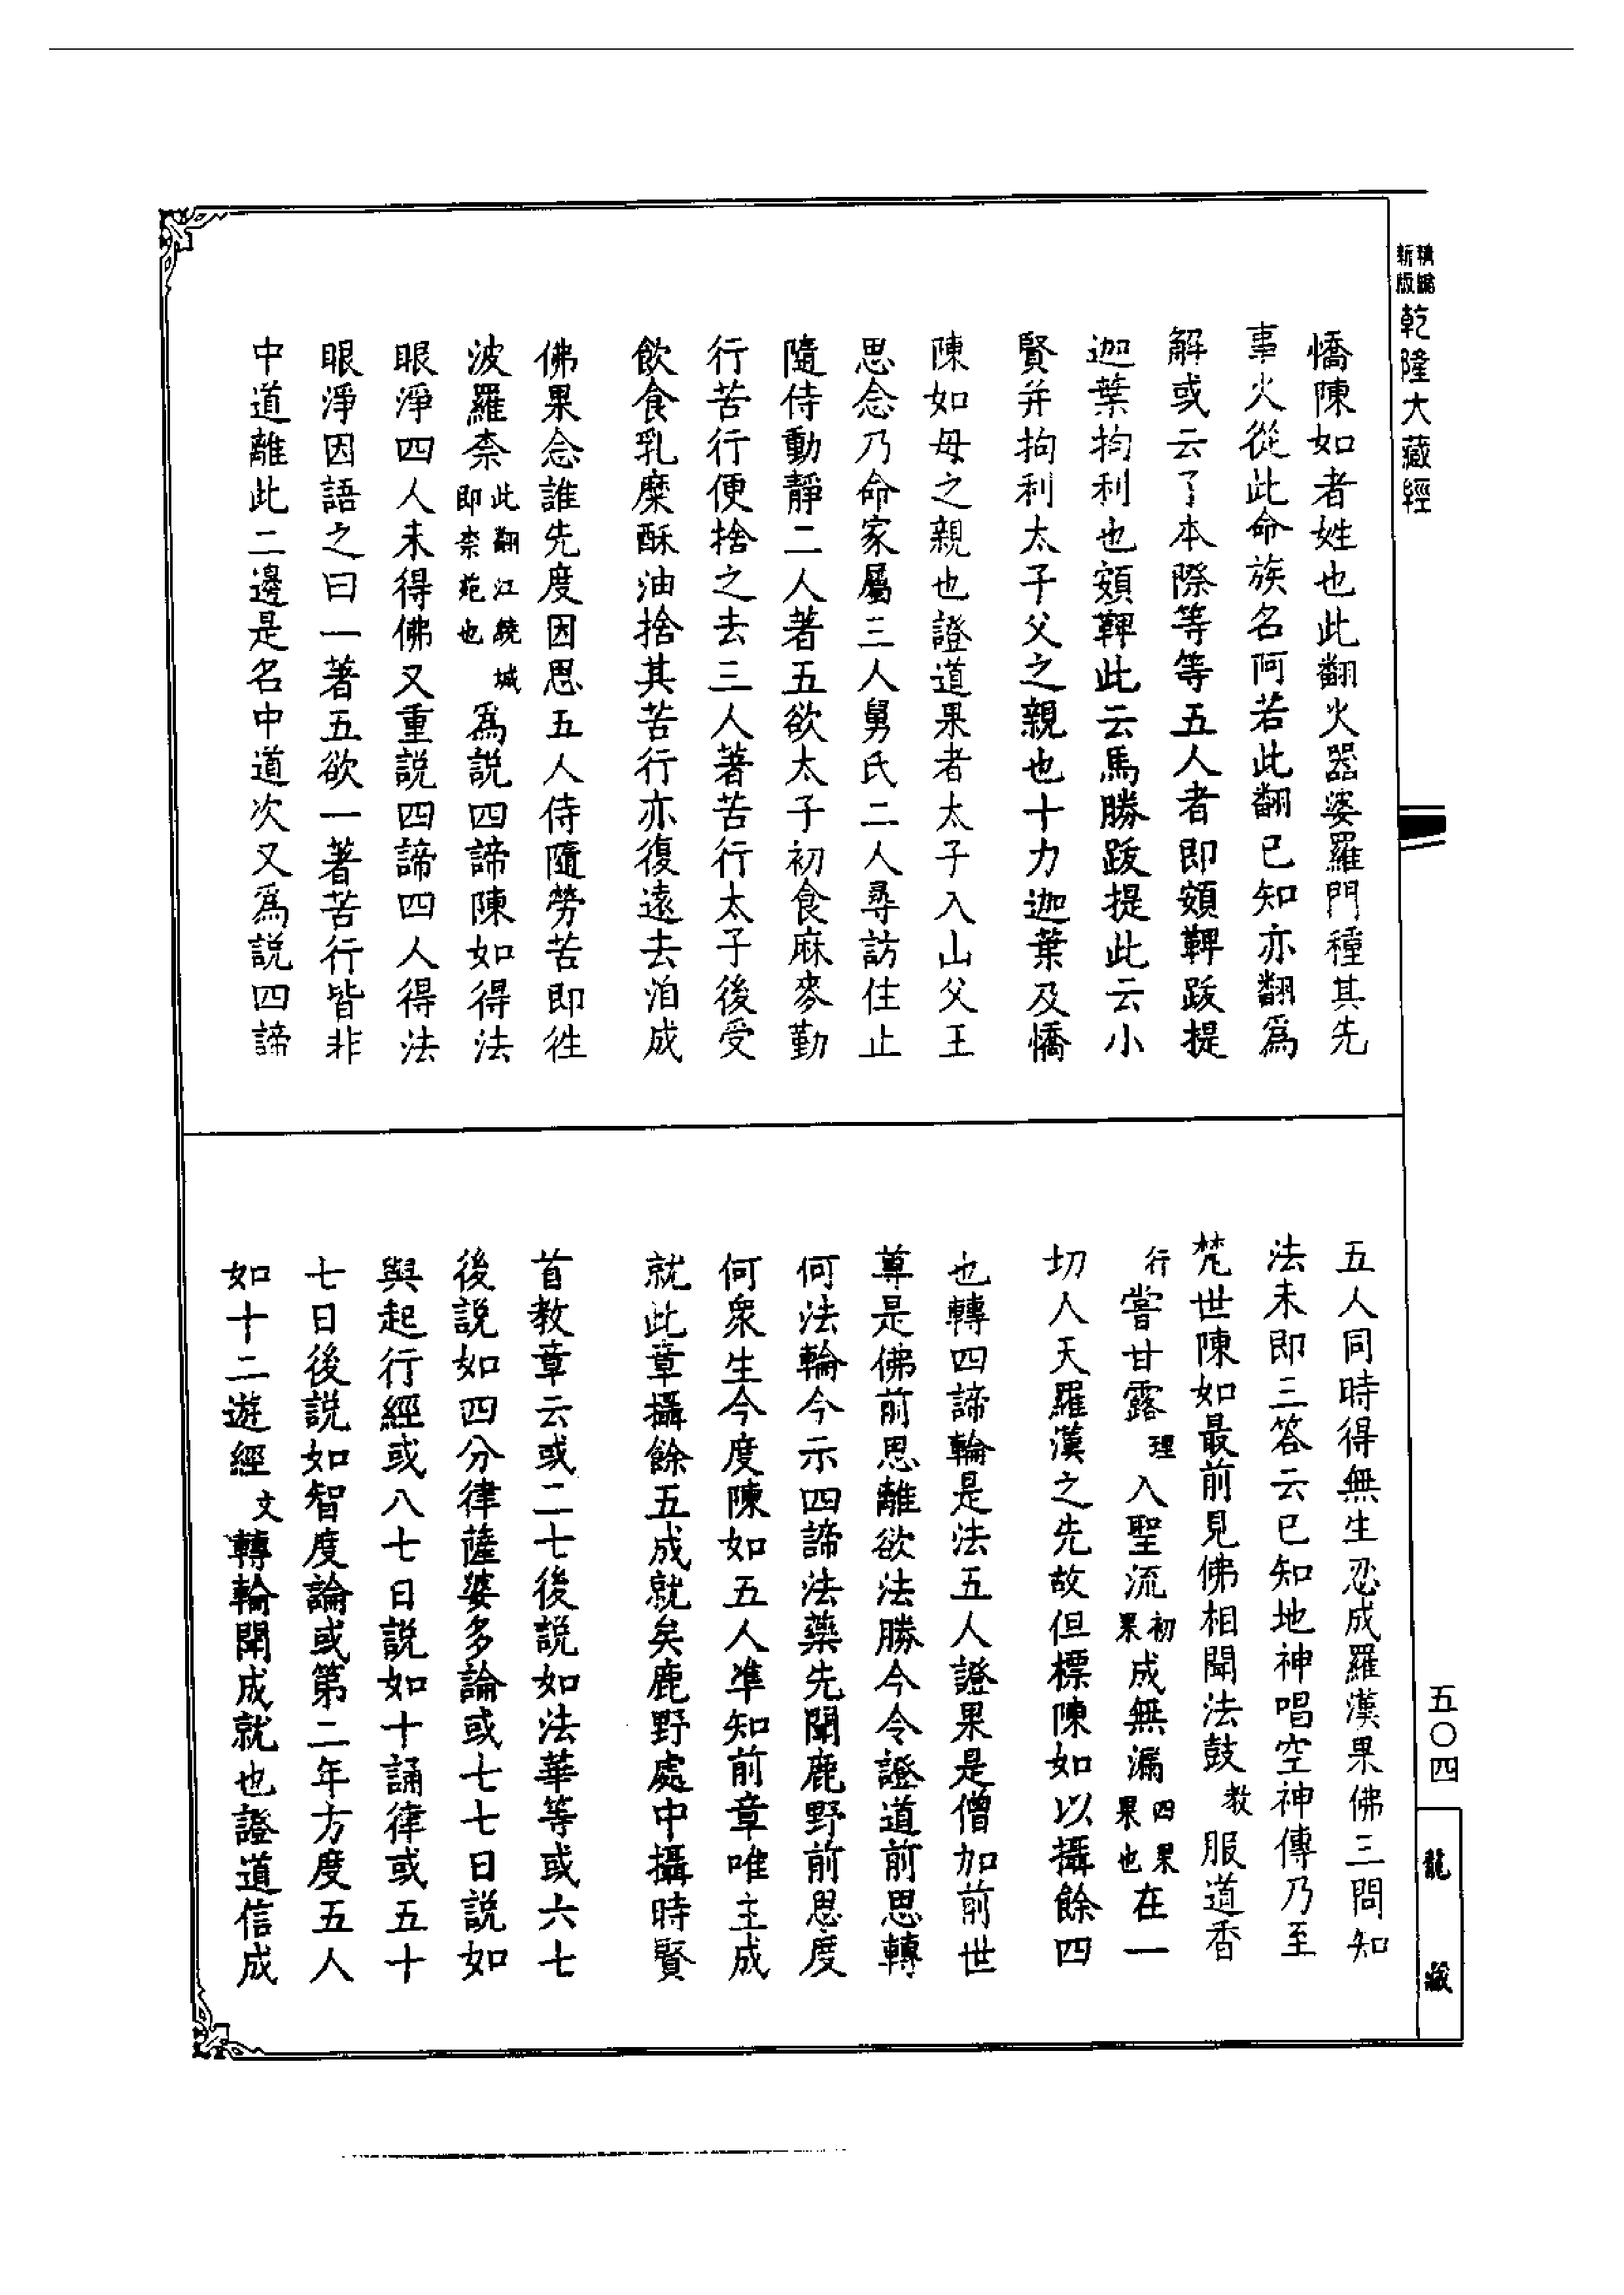 精編新版乾隆大藏經
憍陳如者姓也此翻火器婆羅門種其先
事火從此命族名阿若此翻已知亦翻爲
解或云了本際等等五人者即頞鞞跋提
迦葉拘利也頞鞞此云馬勝跋提此云小
賢并拘利太子父之親也十力迦葉及憍
陳如母之親也證道果者太子入山父王
思念乃命家屬三人舅氏二人尋訪住止
隨侍動靜二人著五欲太子初食麻麥勤
行苦行便捨之去三人著苦行太子後受
飲食乳糜酥油捨其苦行亦復遠去洎成
佛果念誰先度因思五人侍隨勞苦即徃
波羅柰此翻江繞城即柰苑也爲說四諦陳如得法
眼淨四人未得佛又重說四諦四人得法
眼淨因語之曰一著五欲一著苦行皆非
中道離此二邊是名中道次又爲說四諦
五人同時得無生忍成羅漢果佛三問知
法未即三答云已知地神唱空神傳乃至
梵世陳如最前見佛相聞法鼓教服道香
行嘗甘露理入聖流初果成無漏四果果也在一
切人天羅漢之先故但標陳如以攝餘四
也轉四諦輪是法五人證果是僧加前世
尊是佛前思離欲法勝今令證道前思轉
何法輪今示四諦法藥先開鹿野前思度
何衆生今度陳如五人準知前章唯主成
就此章攝餘五成就矣鹿野處中攝時賢
首教章云或二七後說如法華等或六七
後說如四分律薩婆多論或七七日說如
與起行經或八七日說如十誦律或五十
七日後說如智度論或第二年方度五人
如十二遊經文轉輪聞成就也證道信成
五〇四
龍藏